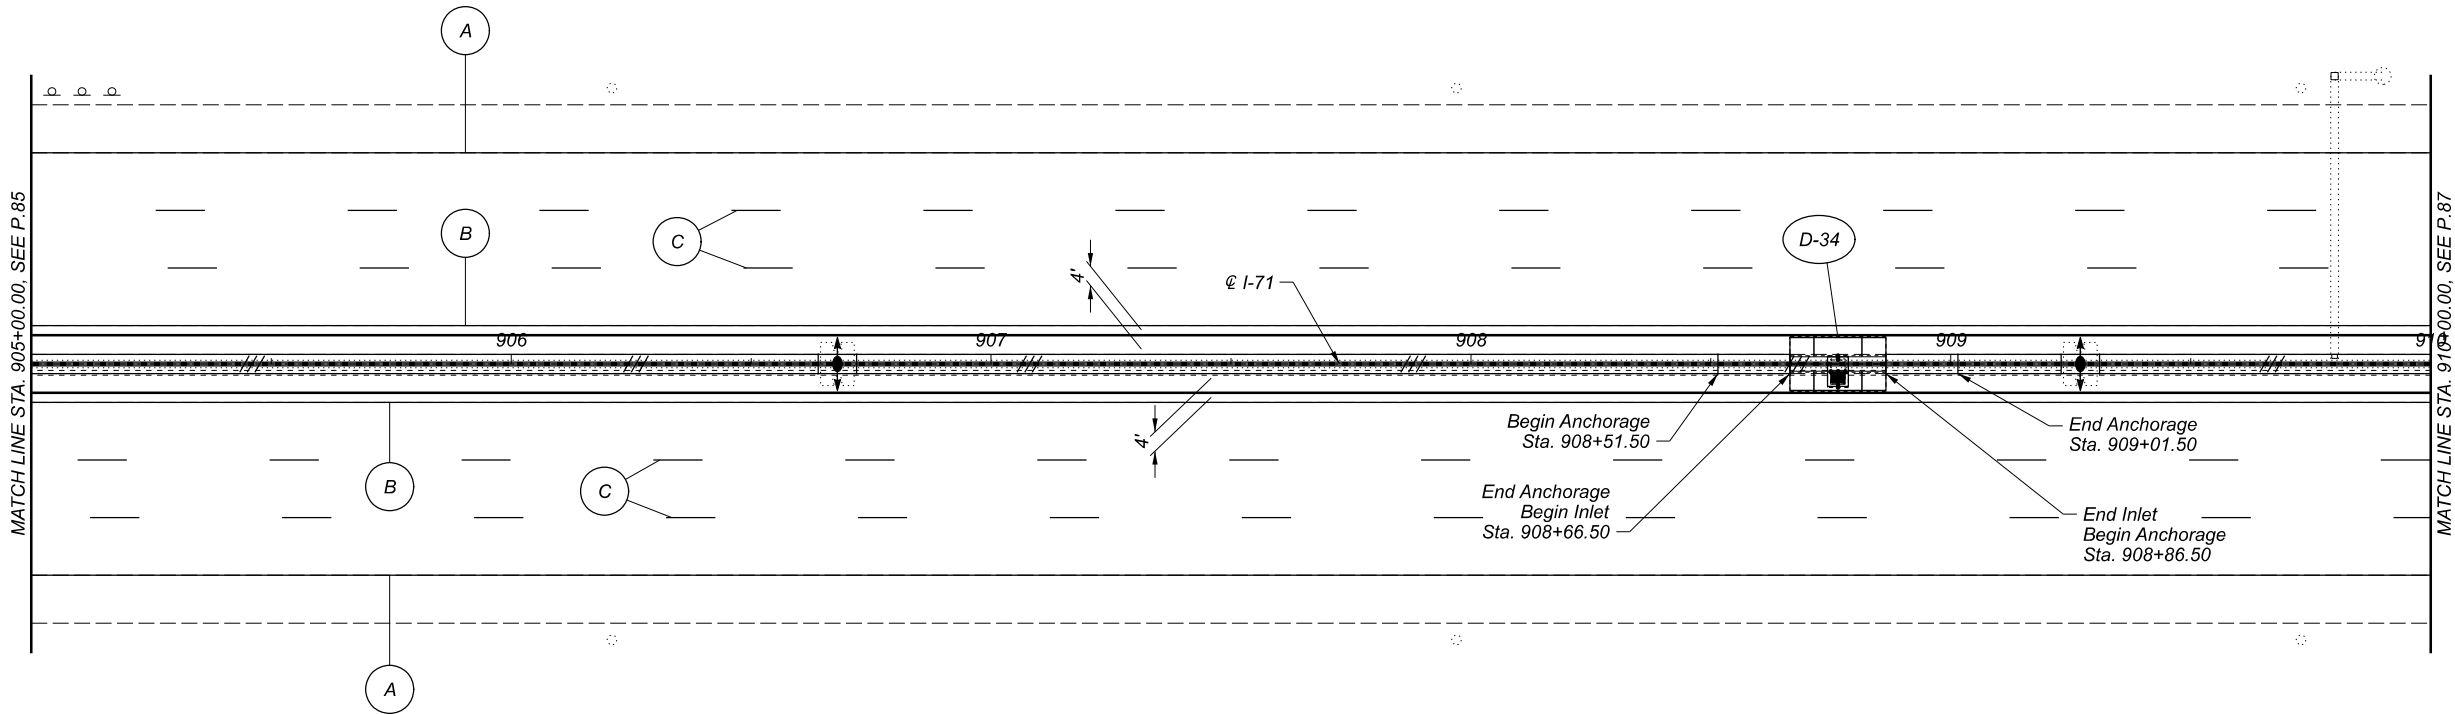 A
MATCH LINE STA. 905+00.00, SEE P.85
B
C
D-34
4'
℄ I-71
MATCH LINE STA. 910+00.00, SEE P.87
906
907
908
909
910
4'
Begin Anchorage
Sta. 908+51.50
End Anchorage
Sta. 909+01.50
B
C
End Anchorage
Begin Inlet
Sta. 908+66.50
End Inlet
Begin Anchorage
Sta. 908+86.50
A